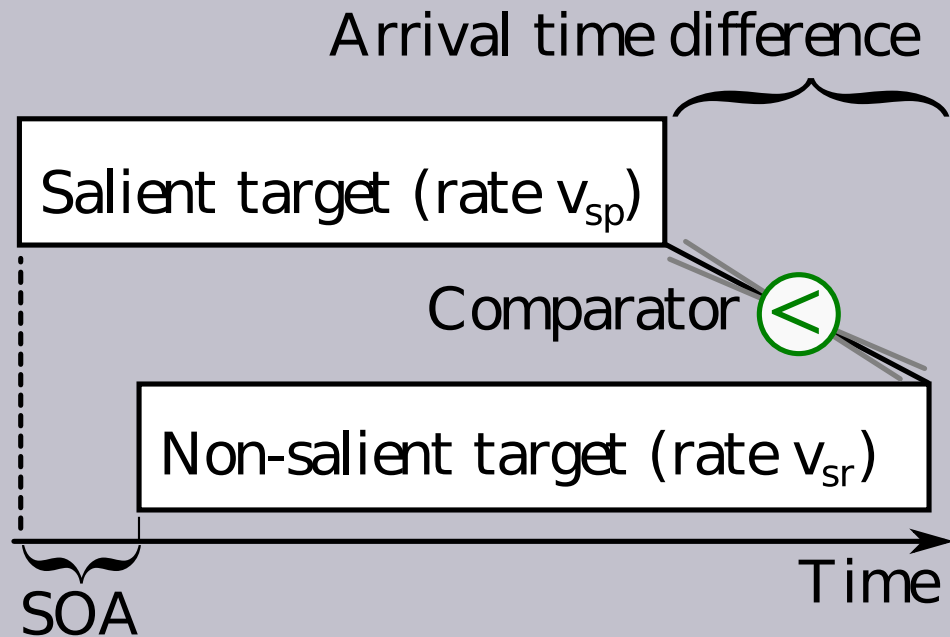 Arrival time difference
Salient target (rate vsp)
Comparator <
Non-salient target (rate vsr)
Time
SOA